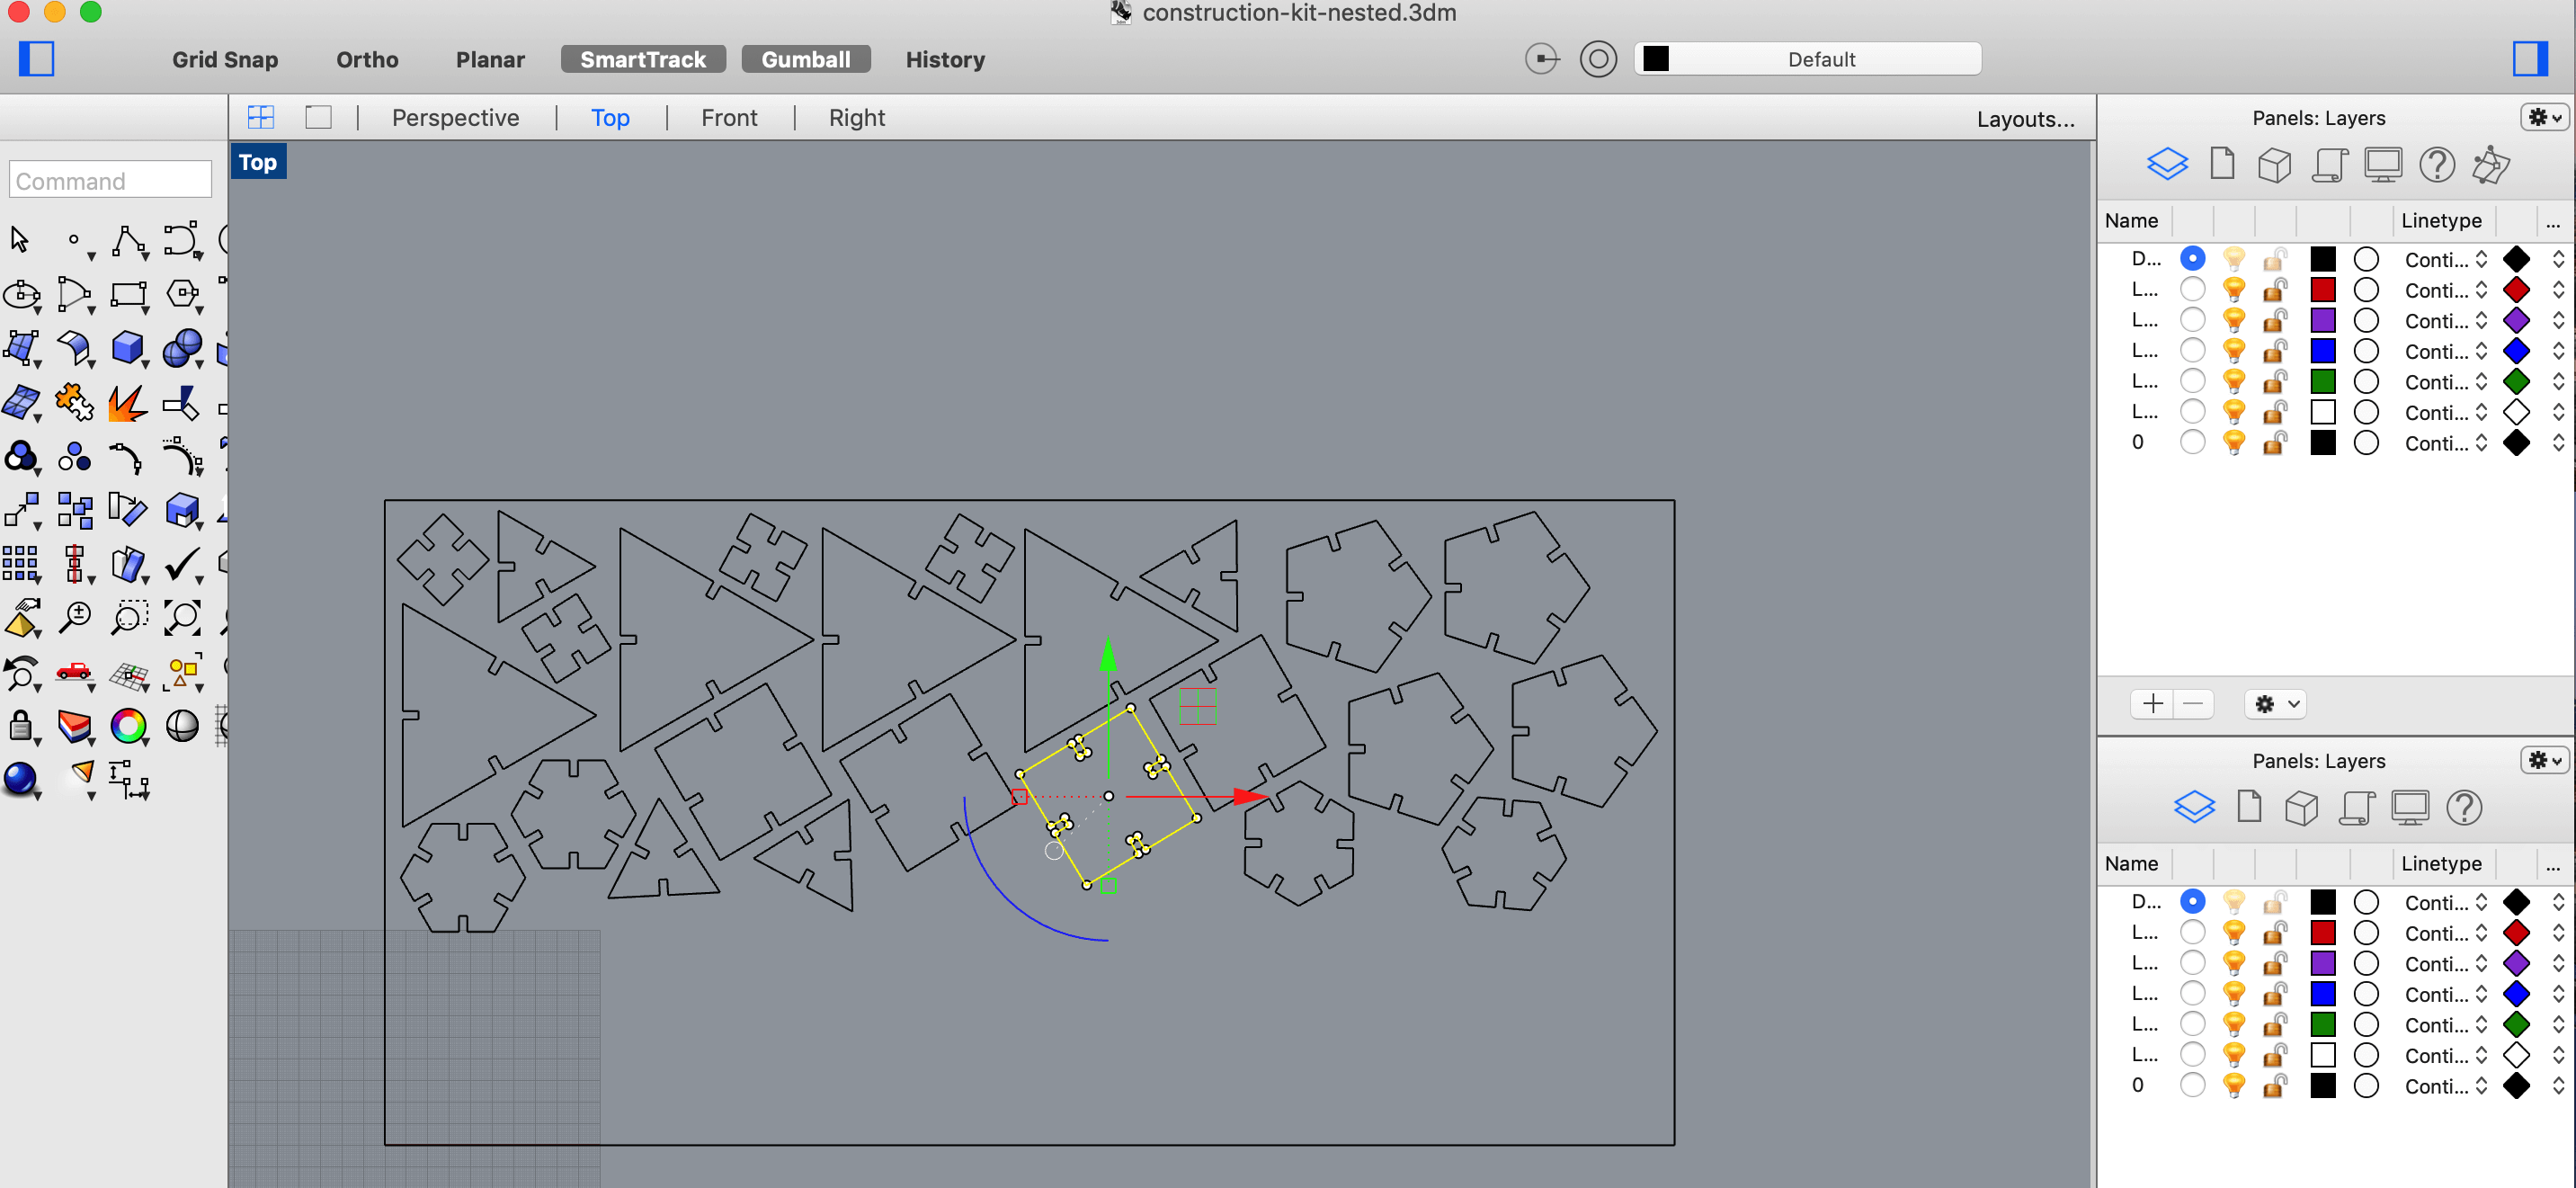 construction-kit-nested.3dm
Grid Snap Ortho Planar SmartTrack Gumball History Default
Perspective Top Front Right Layouts... Panels: Layers
Top
Command
Name Linetype ...
D... Conti...
L... Conti...
L... Conti...
L... Conti...
L... Conti...
L... Conti...
0 Conti...
Panels: Layers
Name Linetype ...
D... Conti...
L... Conti...
L... Conti...
L... Conti...
L... Conti...
L... Conti...
0 Conti...